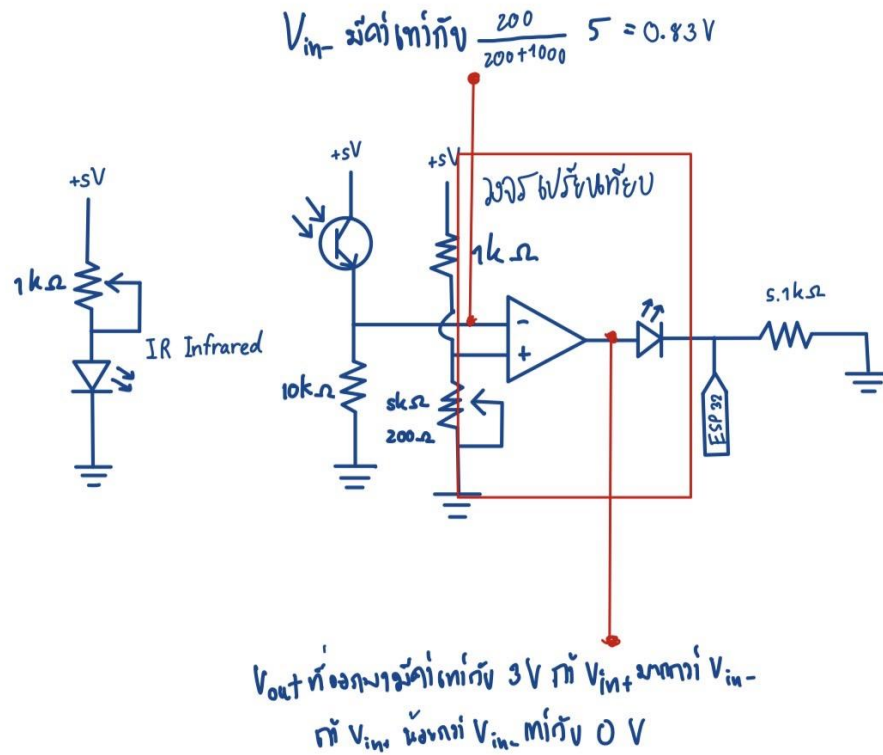 Vin- มีค่าเท่ากับ 200/(200+1000) 5 = 0.83 V
+5V
+5V
+5V
วงจรเปรียบเทียบ
1kΩ
1kΩ
5.1kΩ
IR Infrared
-
+
10kΩ
5kΩ
200Ω
ESP32
Vout ที่ออกมามีค่าเท่ากับ 3V ถ้า Vin+ มากกว่า Vin-
ถ้า Vin+ น้อยกว่า Vin- เท่ากับ 0 V